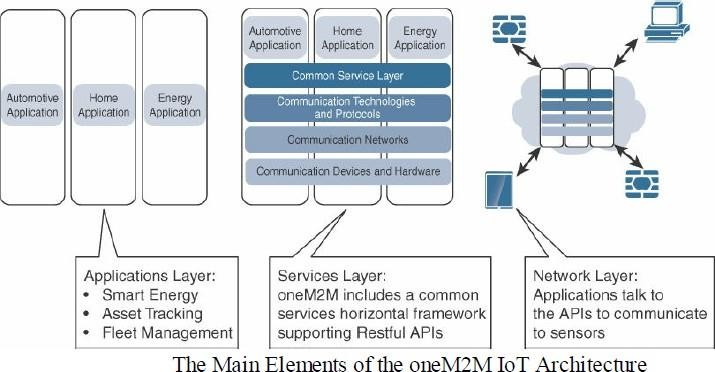 Automotive
Application
Home
Application
Energy
Application
Automotive
Application
Home
Application
Energy
Application
Common Service Layer
Communication Technologies
and Protocols
Communication Networks
Communication Devices and Hardware
Applications Layer:
• Smart Energy
• Asset Tracking
• Fleet Management
Services Layer:
oneM2M includes a common
services horizontal framework
supporting Restful APIs
Network Layer:
Applications talk to
the APIs to communicate
to sensors
The Main Elements of the oneM2M IoT Architecture